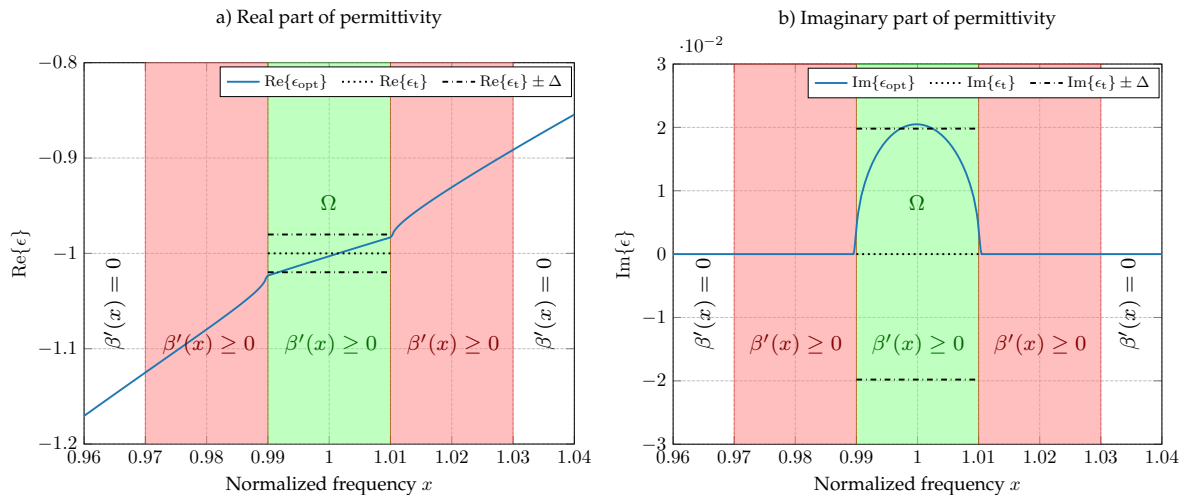 a) Real part of permittivity
−0.8
−0.9
−1
−1.1
−1.2
0.96 0.97 0.98 0.99 1 1.01 1.02 1.03 1.04
Re{ϵ}
Normalized frequency x
Re{ϵopt} Re{ϵt} Re{ϵt} ± Δ
Ω
β′(x) = 0
β′(x) ≥ 0
β′(x) ≥ 0
β′(x) ≥ 0
β′(x) = 0
b) Imaginary part of permittivity
·10−2
3
2
1
0
−1
−2
−3
0.96 0.97 0.98 0.99 1 1.01 1.02 1.03 1.04
Im{ϵ}
Normalized frequency x
Im{ϵopt} Im{ϵt} Im{ϵt} ± Δ
Ω
β′(x) = 0
β′(x) ≥ 0
β′(x) ≥ 0
β′(x) ≥ 0
β′(x) = 0